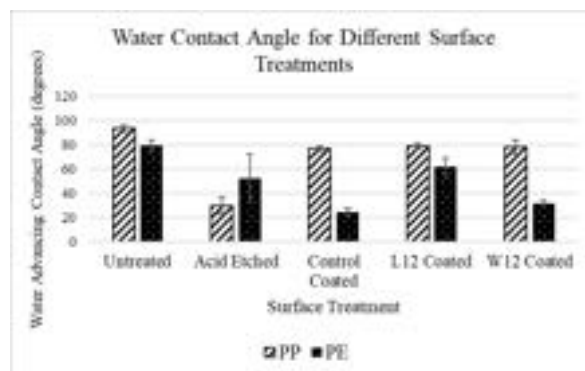 Water Contact Angle for Different Surface
Treatments
Water Advancing Contact Angle (degrees)
120
100
80
60
40
20
0
Untreated
Acid Etched
Control
Coated
L12 Coated
W12 Coated
Surface Treatment
PP
PE